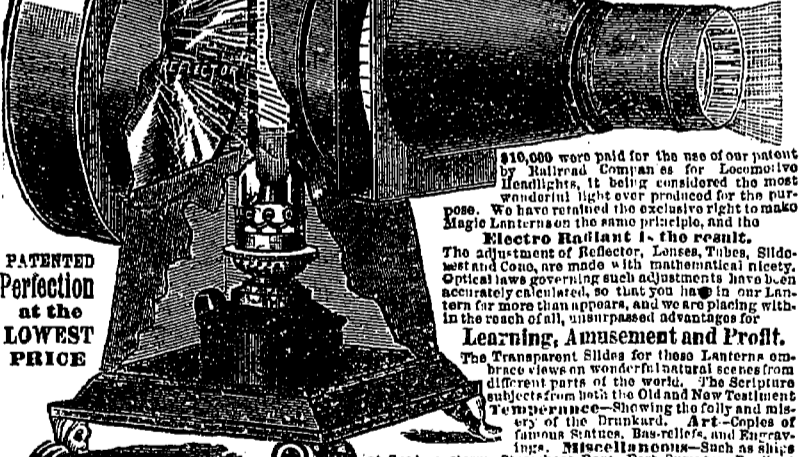 REFLECTOR
$10,000 were paid for the use of our patent
by Railroad Companies for Locomotive
Headlights, it being considered the most
wonderful light ever produced for the pur-
pose. We have retained the exclusive right to make
Magic Lanterns on the same principle, and the
Electro Radiant is the result.
The adjustment of Reflector, Lenses, Tubes, Slide-
rest and Cone, are made with mathematical nicety.
Optical laws governing such adjustments have been
accurately calculated, so that you have in our Lan-
tern far more than appears, and we are placing with-
in the reach of all, unsurpassed advantages for
Learning, Amusement and Profit.
The Transparent Slides for these Lanterns em-
brace views on wonderful natural scenes from
different parts of the world. The Scripture
subjects from both the Old and New Testiment
Temperance—Showing the folly and mis-
ery of the Drunkard. Art—Copies of
famous Statues, Bas-reliefs, and Engrav-
ings. Miscellaneous—Such as ships
PATENTED
Perfection
at the
LOWEST
PRICE